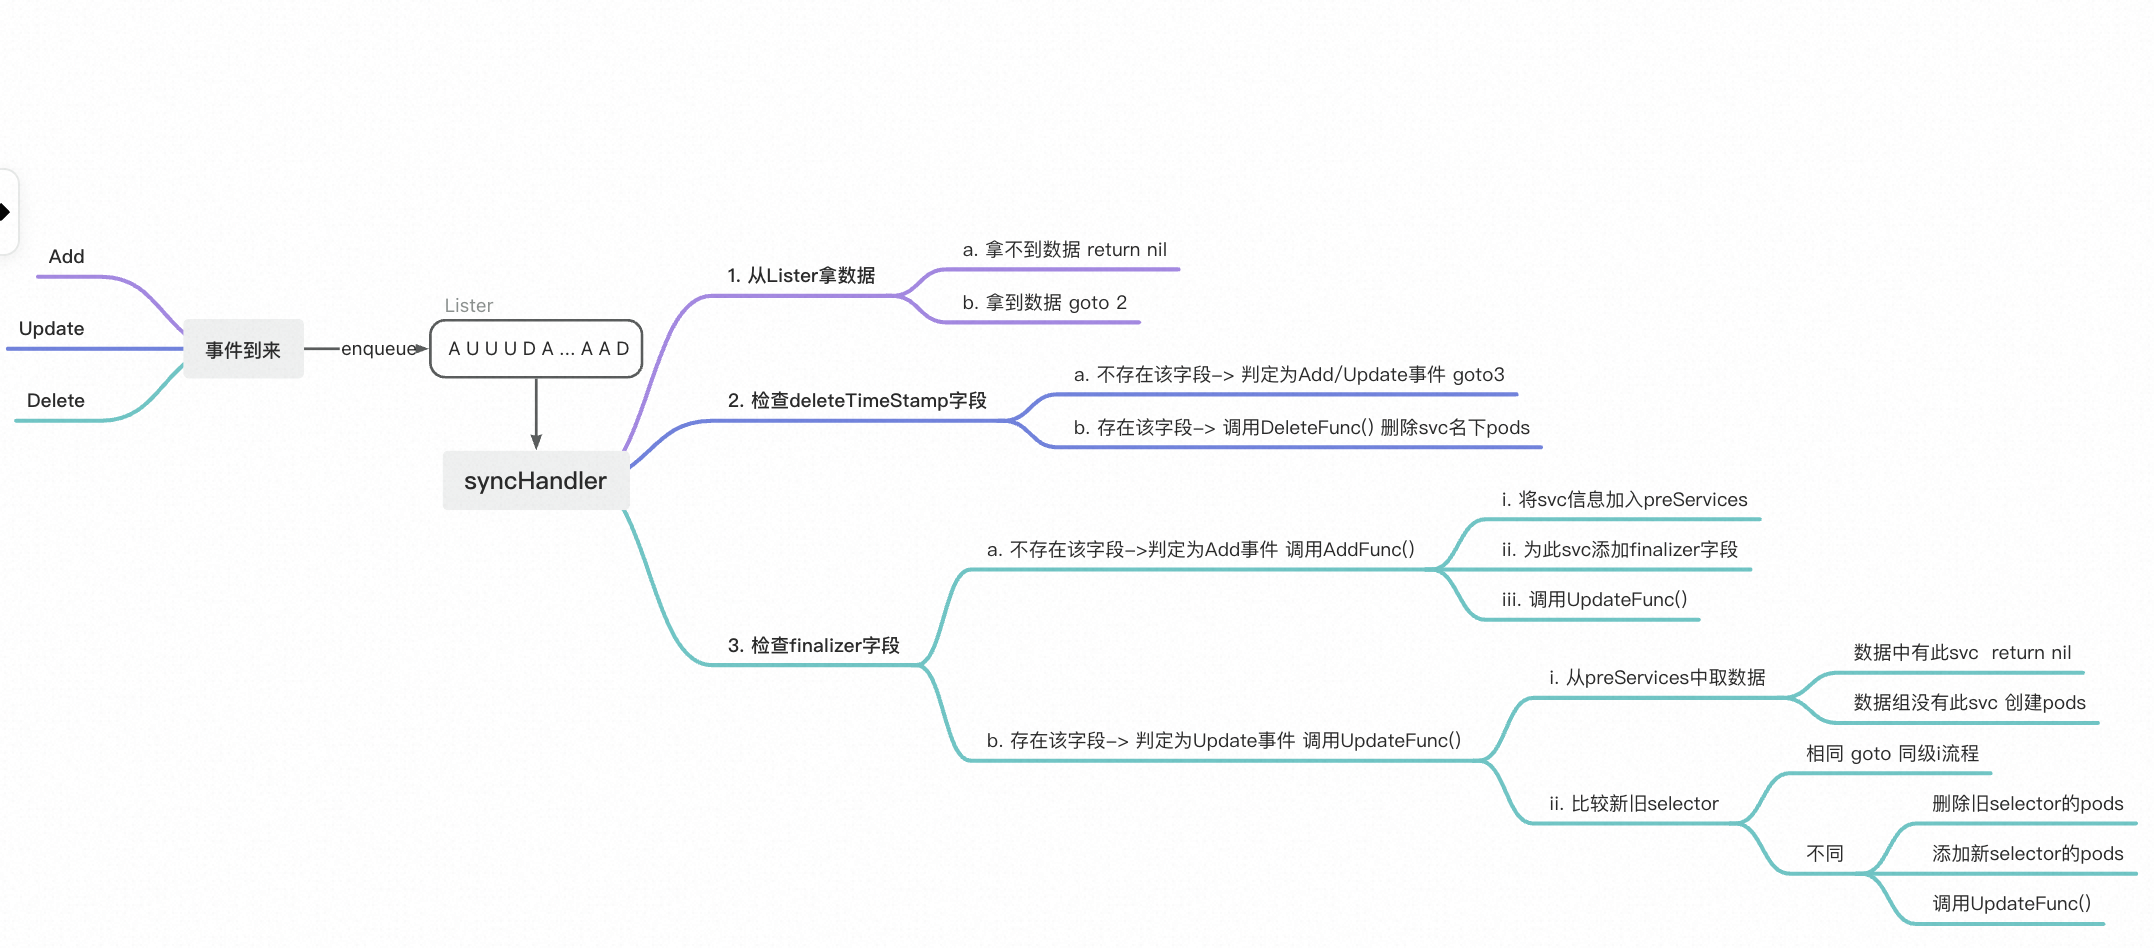 Add
Update
Delete
事件到来
enqueue
Lister
A U U U D A ... A A D
syncHandler
1. 从Lister拿数据
a. 拿不到数据 return nil
b. 拿到数据 goto 2
2. 检查deleteTimeStamp字段
a. 不存在该字段-> 判定为Add/Update事件 goto3
b. 存在该字段-> 调用DeleteFunc() 删除svc名下pods
3. 检查finalizer字段
a. 不存在该字段->判定为Add事件 调用AddFunc()
i. 将svc信息加入preServices
ii. 为此svc添加finalizer字段
iii. 调用UpdateFunc()
b. 存在该字段-> 判定为Update事件 调用UpdateFunc()
i. 从preServices中取数据
数据中有此svc  return nil
数据组没有此svc 创建pods
ii. 比较新旧selector
相同 goto 同级i流程
不同
删除旧selector的pods
添加新selector的pods
调用UpdateFunc()